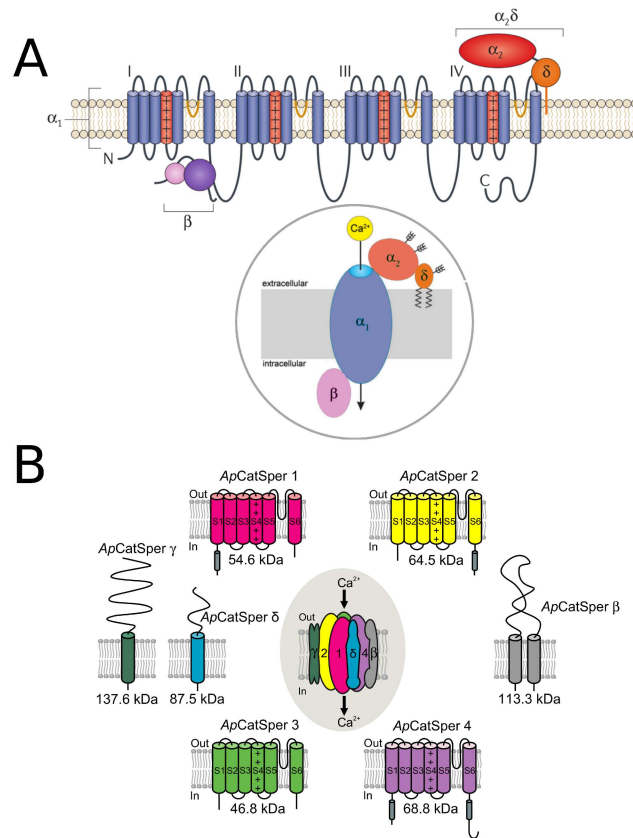 A
α₂δ
α₂
δ
I
II
III
IV
α₁
N
C
β
Ca²⁺
α₂
δ
extracellular
α₁
intracellular
β
B
ApCatSper 1
Out
S1 S2 S3 S4 S5 S6
+ + + +
In
54.6 kDa
ApCatSper 2
Out
S1 S2 S3 S4 S5 S6
+ + + +
In
64.5 kDa
ApCatSper γ
137.6 kDa
ApCatSper δ
87.5 kDa
Ca²⁺
Out
γ 2 1 δ 4 β
In
Ca²⁺
ApCatSper β
113.3 kDa
ApCatSper 3
Out
S1 S2 S3 S4 S5 S6
+ + + +
In
46.8 kDa
ApCatSper 4
Out
S1 S2 S3 S4 S5 S6
+ + + +
In
68.8 kDa